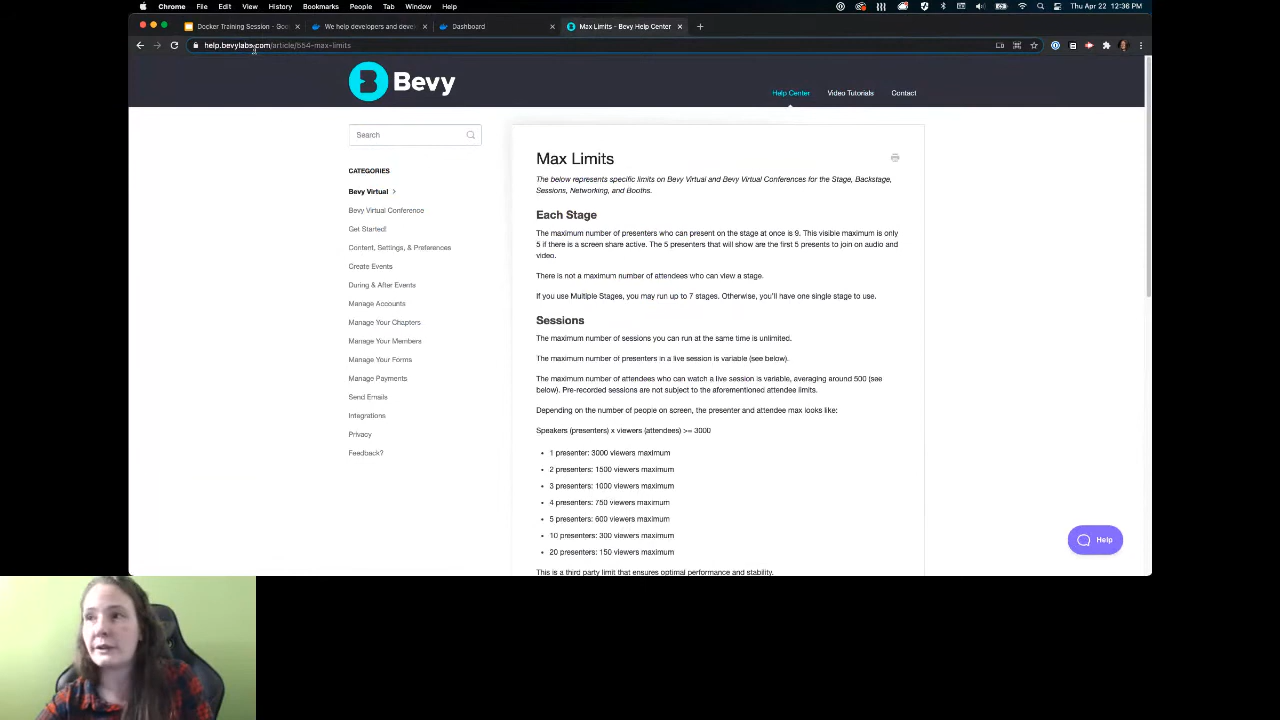 Chrome File Edit View History Bookmarks People Tab Window Help Thu Apr 22 12:36 PM
Docker Training Session - Goo We help developers and deve Dashboard Max Limits - Bevy Help Center
help.bevylabs.com/article/554-max-limits
Bevy
Help Center Video Tutorials Contact
Search
CATEGORIES
Bevy Virtual
Bevy Virtual Conference
Get Started!
Content, Settings, & Preferences
Create Events
During & After Events
Manage Accounts
Manage Your Chapters
Manage Your Members
Manage Your Forms
Manage Payments
Send Emails
Integrations
Privacy
Feedback?
Max Limits
The below represents specific limits on Bevy Virtual and Bevy Virtual Conferences for the Stage, Backstage,
Sessions, Networking, and Booths.
Each Stage
The maximum number of presenters who can present on the stage at once is 9. This visible maximum is only
5 if there is a screen share active. The 5 presenters that will show are the first 5 presents to join on audio and
video.
There is not a maximum number of attendees who can view a stage.
If you use Multiple Stages, you may run up to 7 stages. Otherwise, you'll have one single stage to use.
Sessions
The maximum number of sessions you can run at the same time is unlimited.
The maximum number of presenters in a live session is variable (see below).
The maximum number of attendees who can watch a live session is variable, averaging around 500 (see
below). Pre-recorded sessions are not subject to the aforementioned attendee limits.
Depending on the number of people on screen, the presenter and attendee max looks like:
Speakers (presenters) x viewers (attendees) >= 3000
• 1 presenter: 3000 viewers maximum
• 2 presenters: 1500 viewers maximum
• 3 presenters: 1000 viewers maximum
• 4 presenters: 750 viewers maximum
• 5 presenters: 600 viewers maximum
• 10 presenters: 300 viewers maximum
• 20 presenters: 150 viewers maximum
This is a third party limit that ensures optimal performance and stability.
Help